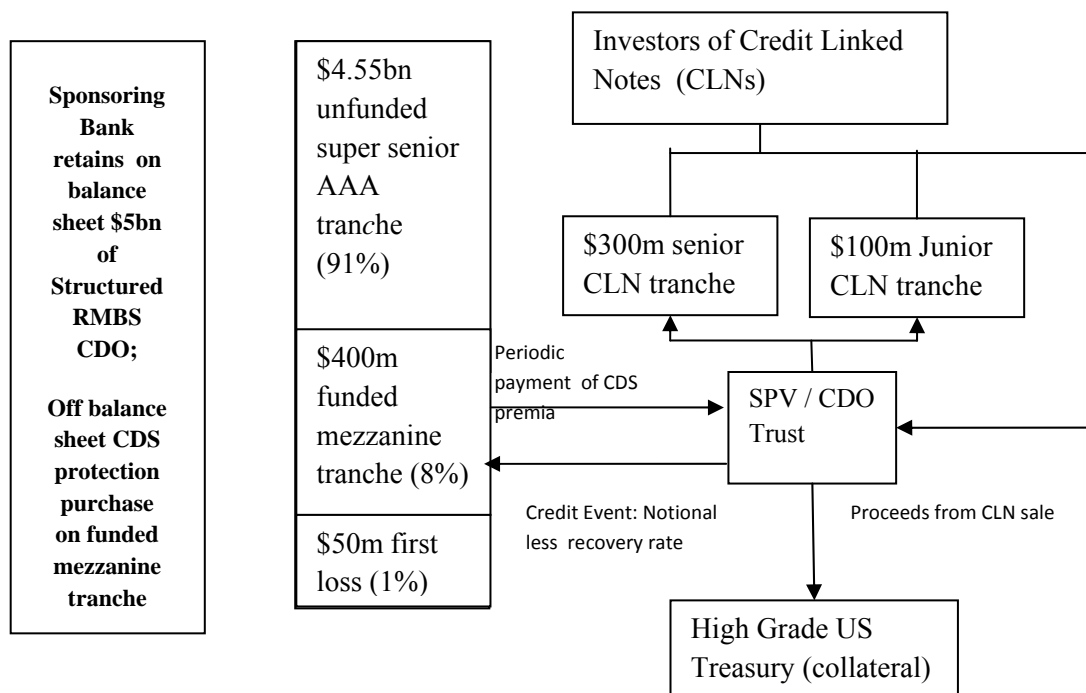 Sponsoring
Bank
retains on
balance
sheet $5bn
of
Structured
RMBS
CDO;
Off balance
sheet CDS
protection
purchase
on funded
mezzanine
tranche
$4.55bn
unfunded
super senior
AAA
tranche
(91%)
$400m
funded
mezzanine
tranche (8%)
$50m first
loss (1%)
Investors of Credit Linked
Notes (CLNs)
$300m senior
CLN tranche
$100m Junior
CLN tranche
Periodic
payment of CDS
premia
SPV / CDO
Trust
Credit Event: Notional
less recovery rate
Proceeds from CLN sale
High Grade US
Treasury (collateral)